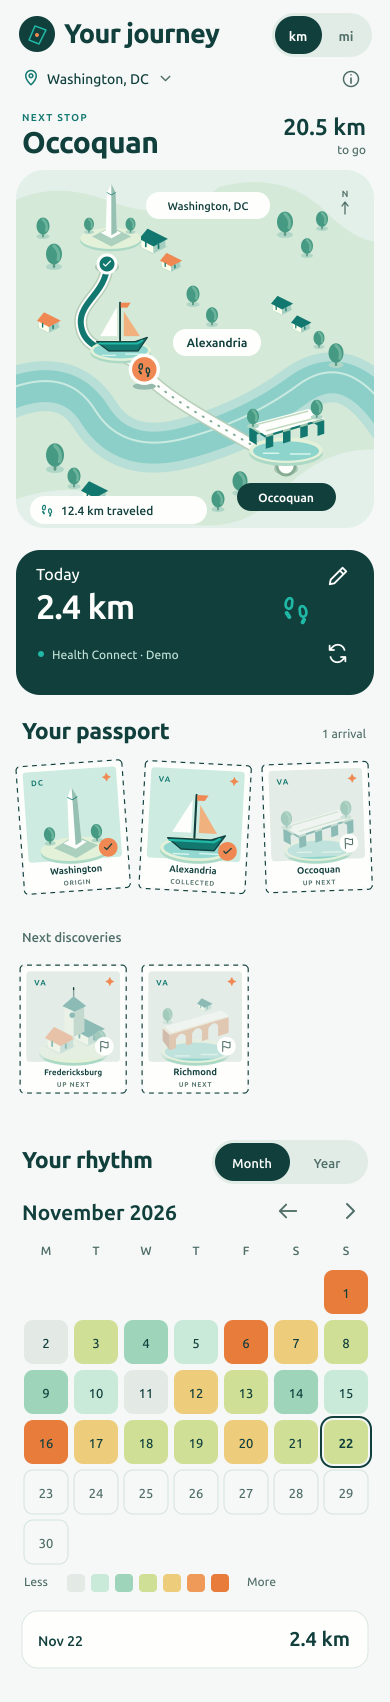 Your journey
km mi
Washington, DC
NEXT STOP
Occoquan
20.5 km
to go
Washington, DC
N
Alexandria
Occoquan
12.4 km traveled
Today
2.4 km
Health Connect · Demo
Your passport
1 arrival
DC
Washington
ORIGIN
VA
Alexandria
COLLECTED
VA
Occoquan
UP NEXT
Next discoveries
VA
Fredericksburg
UP NEXT
VA
Richmond
UP NEXT
Your rhythm
Month Year
November 2026
M T W T F S S
1
2 3 4 5 6 7 8
9 10 11 12 13 14 15
16 17 18 19 20 21 22
23 24 25 26 27 28 29
30
Less More
Nov 22 2.4 km